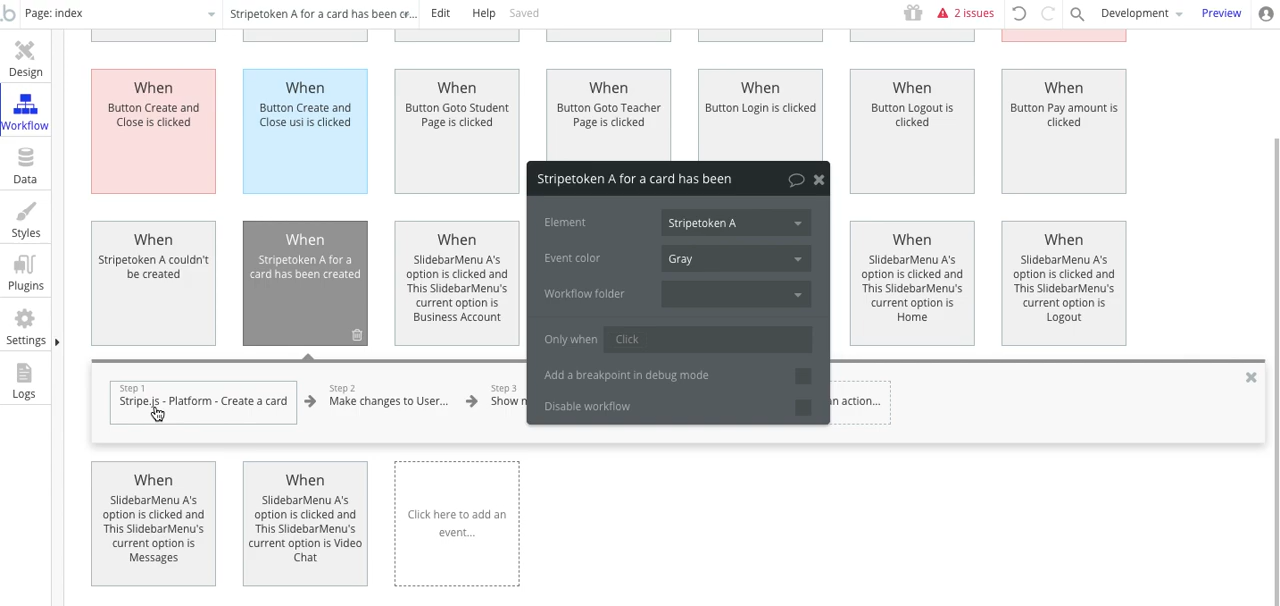 Page: index
Stripetoken A for a card has been cr...
Edit
Help
Saved
2 issues
Development
Preview
Design
Workflow
Data
Styles
Plugins
Settings
Logs
When
Button Create and
Close is clicked
When
Button Create and
Close usi is clicked
When
Button Goto Student
Page is clicked
When
Button Goto Teacher
Page is clicked
When
Button Login is clicked
When
Button Logout is
clicked
When
Button Pay amount is
clicked
When
Stripetoken A couldn't
be created
When
Stripetoken A for a
card has been created
When
SlidebarMenu A's
option is clicked and
This SlidebarMenu's
current option is
Business Account
When
SlidebarMenu A's
option is clicked and
This SlidebarMenu's
current option is
Home
When
SlidebarMenu A's
option is clicked and
This SlidebarMenu's
current option is
Logout
Stripetoken A for a card has been
Element
Stripetoken A
Event color
Gray
Workflow folder
Only when
Click
Add a breakpoint in debug mode
Disable workflow
Step 1
Stripe.js - Platform - Create a card
Step 2
Make changes to User...
Step 3
Show
an action...
When
SlidebarMenu A's
option is clicked and
This SlidebarMenu's
current option is
Messages
When
SlidebarMenu A's
option is clicked and
This SlidebarMenu's
current option is Video
Chat
Click here to add an
event...